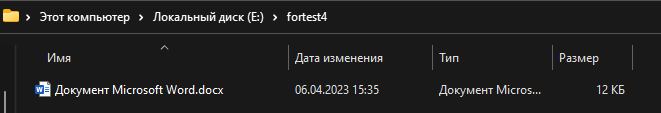 Этот компьютер > Локальный диск (E:) > fortest4
Имя Дата изменения Тип Размер
Документ Microsoft Word.docx 06.04.2023 15:35 Документ Micros... 12 КБ